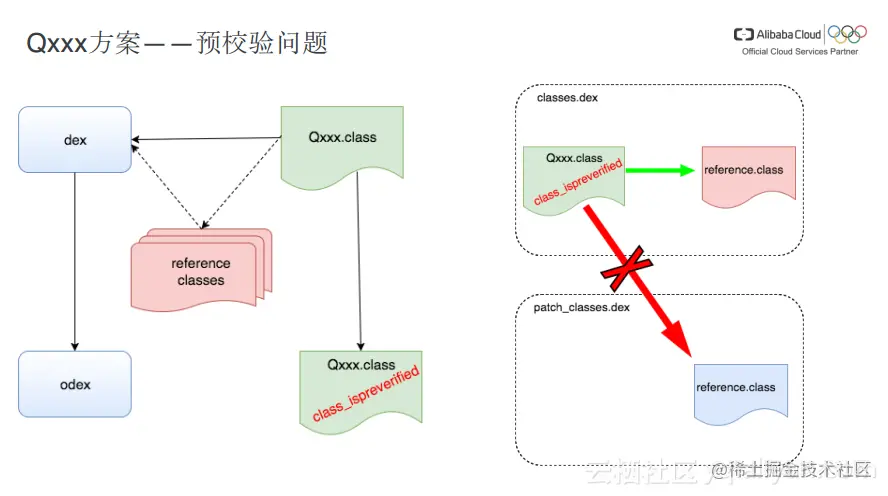 Qxxx方案——预校验问题
Alibaba Cloud
Official Cloud Services Partner
dex
Qxxx.class
reference
classes
odex
Qxxx.class
class_ispreverified
classes.dex
Qxxx.class
class_ispreverified
reference.class
patch_classes.dex
reference.class
云栖社区
@稀土掘金技术社区